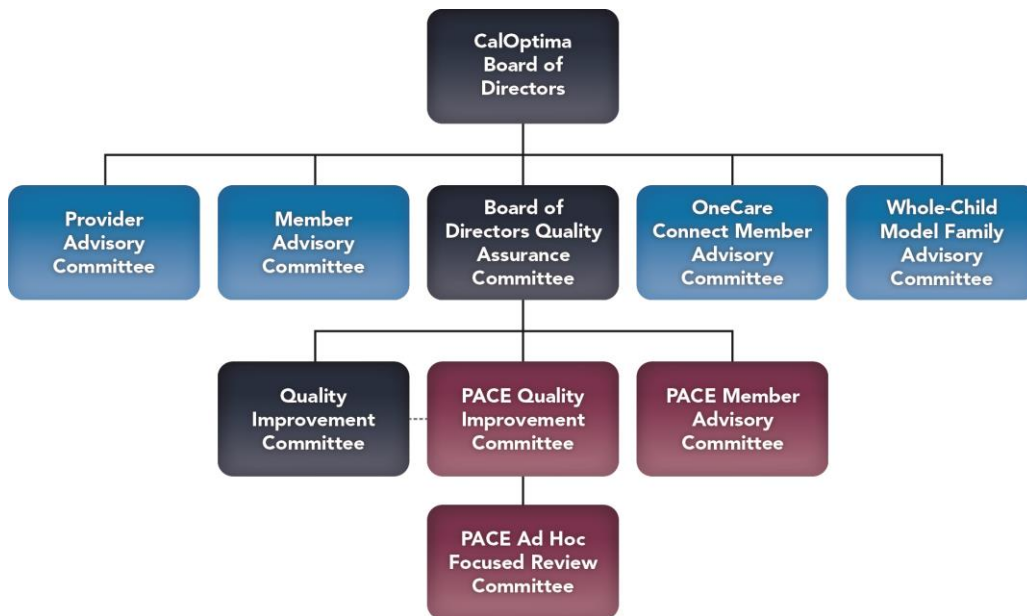 CalOptima
Board of
Directors
Provider
Advisory
Committee
Member
Advisory
Committee
Board of
Directors Quality
Assurance
Committee
OneCare
Connect Member
Advisory
Committee
Whole-Child
Model Family
Advisory
Committee
Quality
Improvement
Committee
PACE Quality
Improvement
Committee
PACE Member
Advisory
Committee
PACE Ad Hoc
Focused Review
Committee